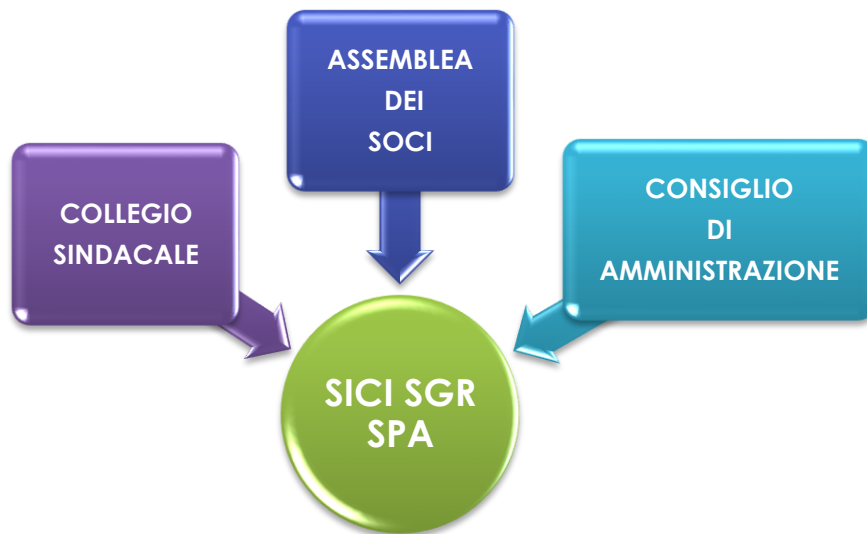 ASSEMBLEA
DEI
SOCI
COLLEGIO
SINDACALE
CONSIGLIO
DI
AMMINISTRAZIONE
SICI SGR
SPA